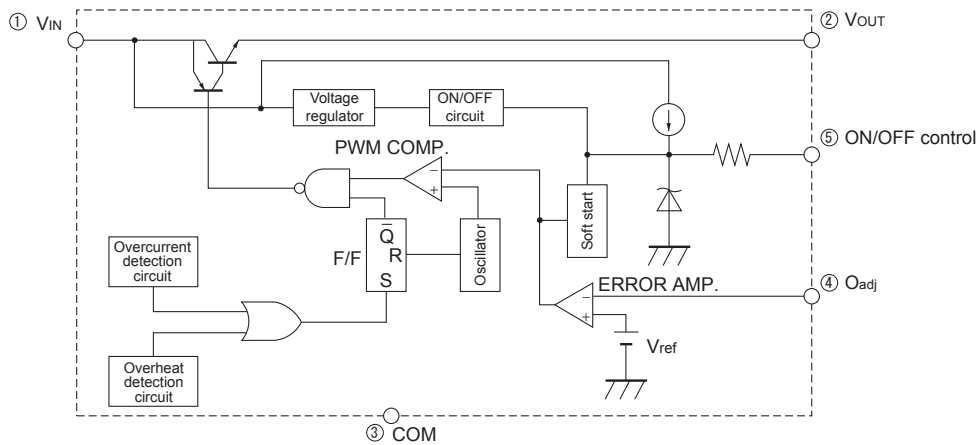 ① VIN
② VOUT
Voltage
regulator
ON/OFF
circuit
⑤ ON/OFF control
PWM COMP.
−
+
Soft start
Overcurrent
detection
circuit
F/F
Q̅
R
S
Oscillator
ERROR AMP.
④ Oadj
−
+
Vref
Overheat
detection
circuit
③ COM